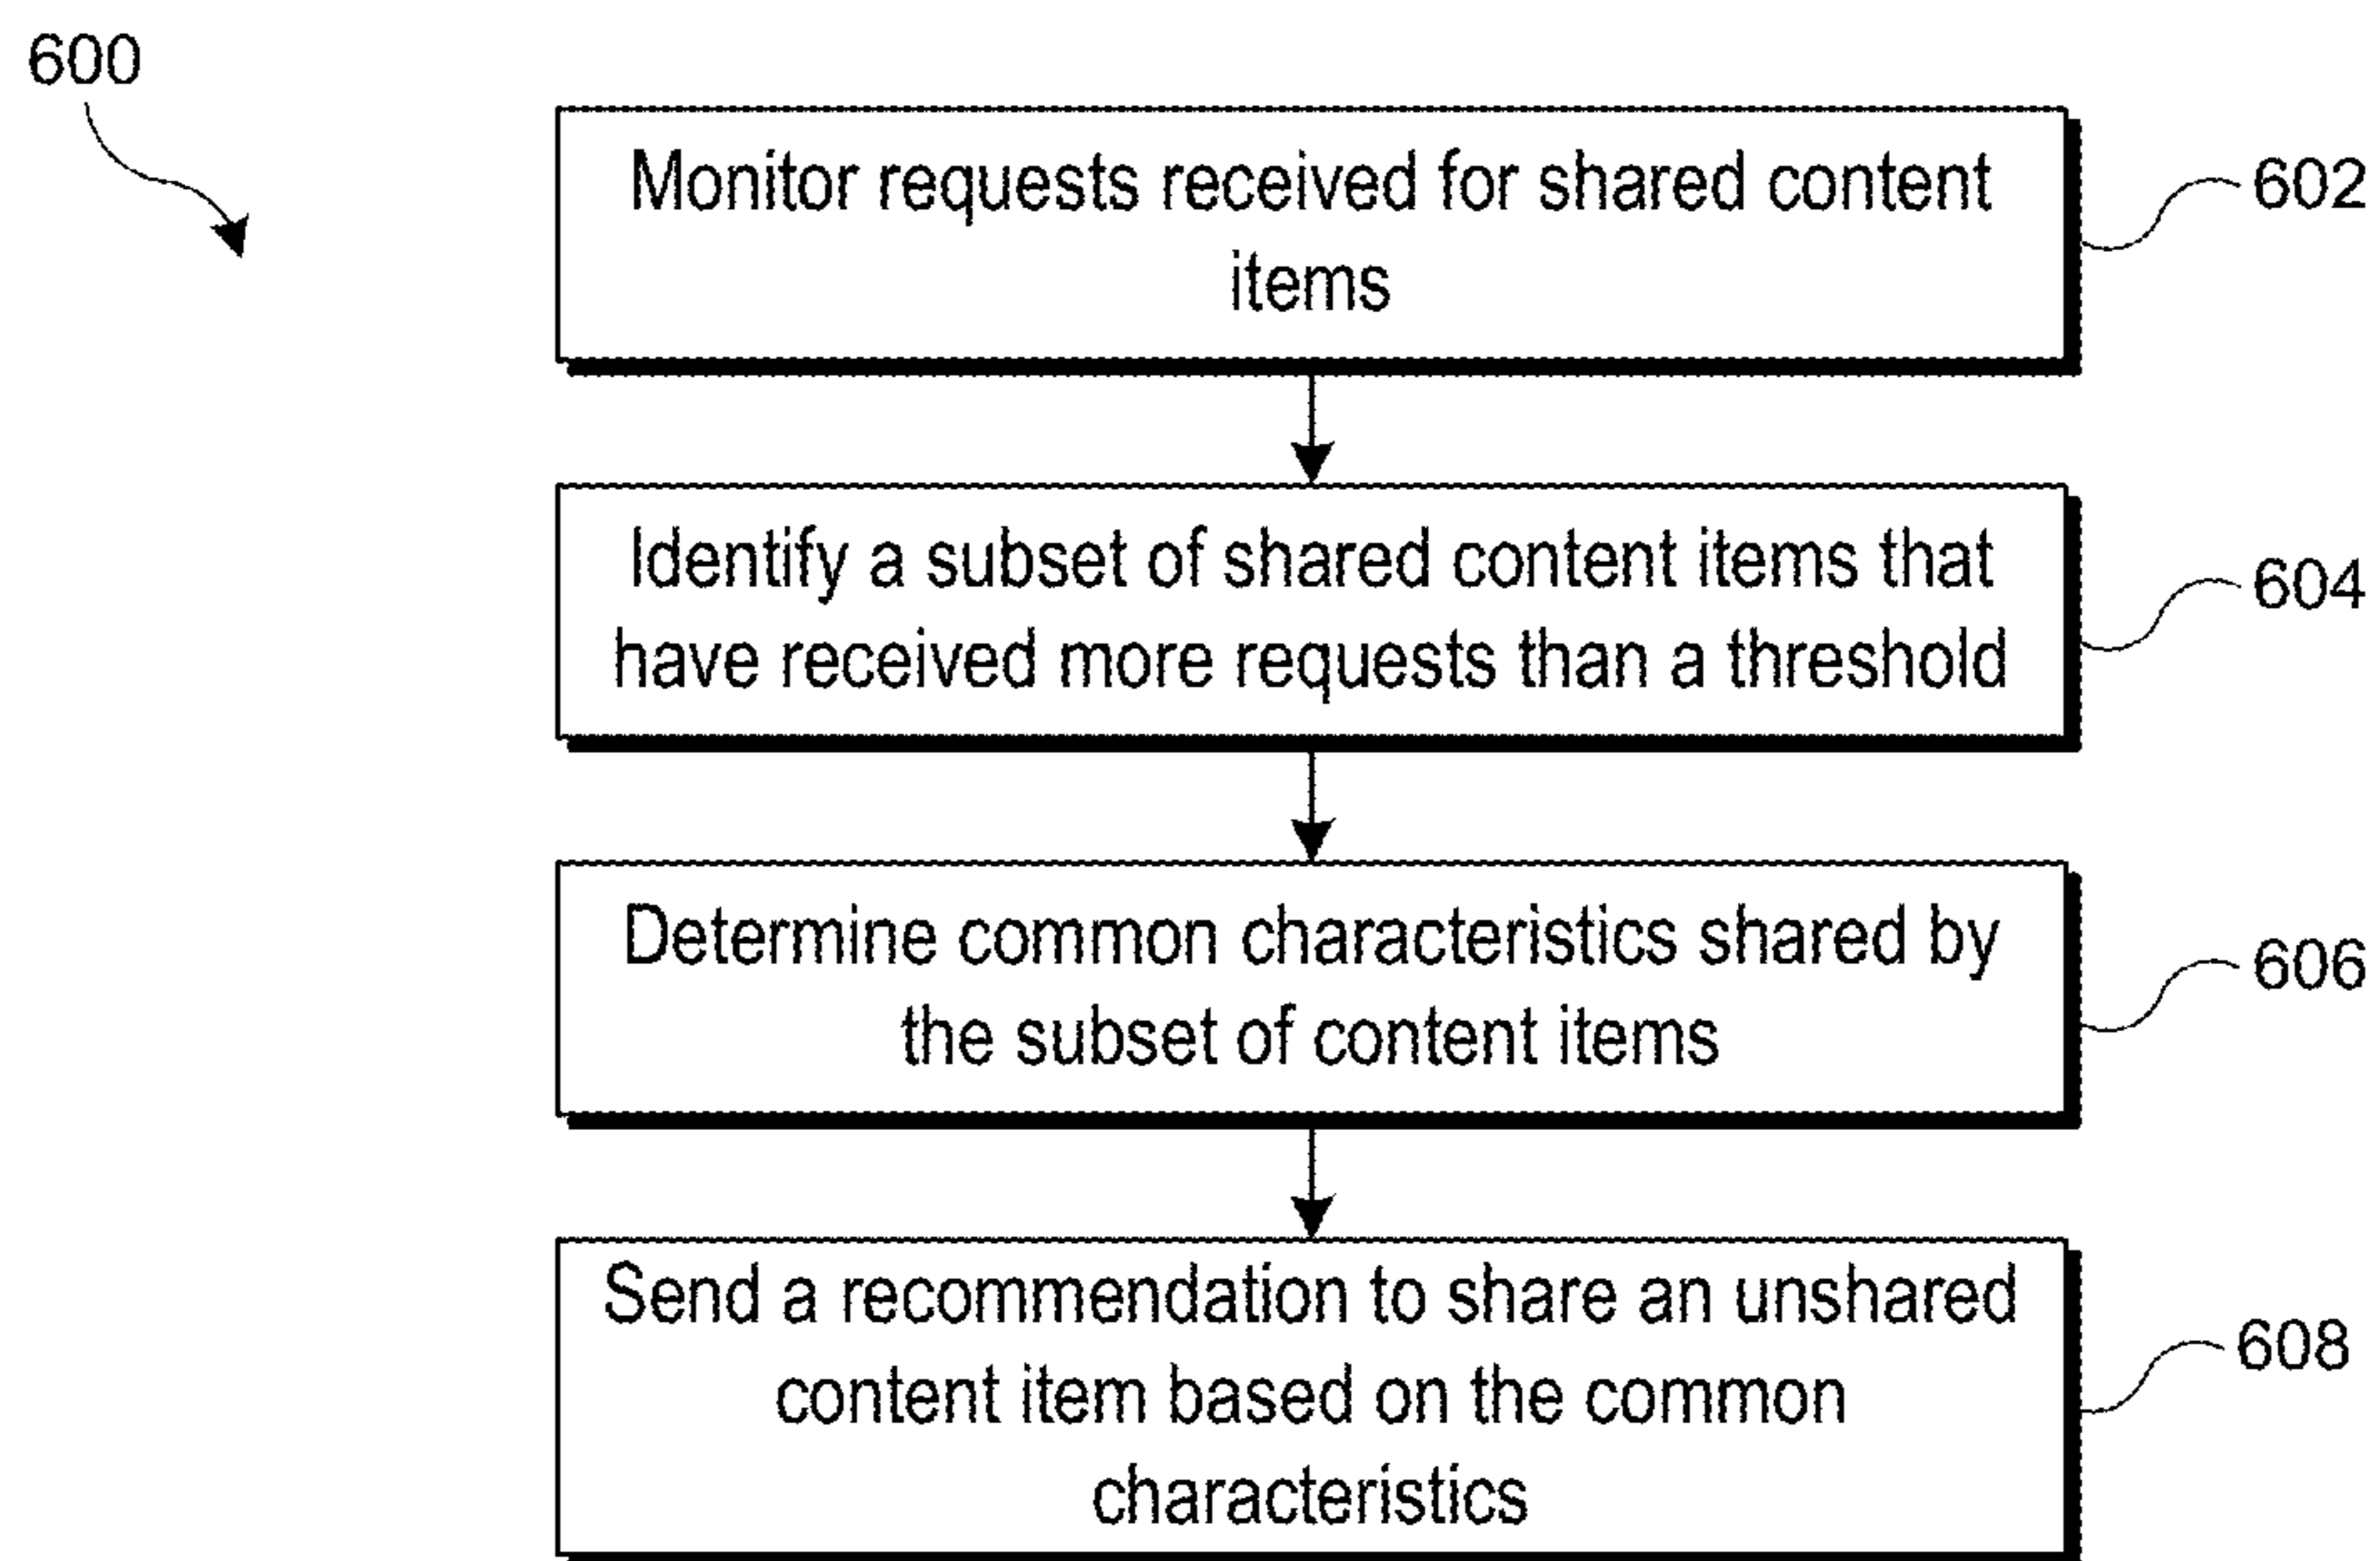 600
Monitor requests received for shared content
items
602
Identify a subset of shared content items that
have received more requests than a threshold
604
Determine common characteristics shared by
the subset of content items
606
Send a recommendation to share an unshared
content item based on the common
characteristics
608